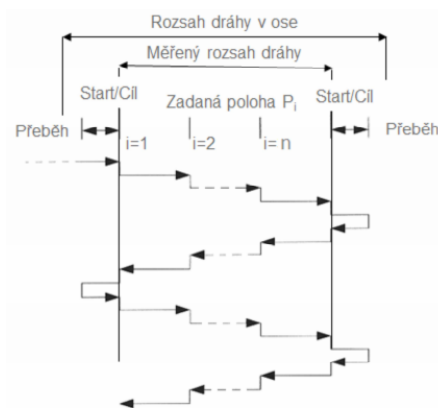 Rozsah dráhy v ose
Měřený rozsah dráhy
Start/Cíl
Zadaná poloha Pi
Start/Cíl
Přeběh
i=1
i=2
i= n
Přeběh